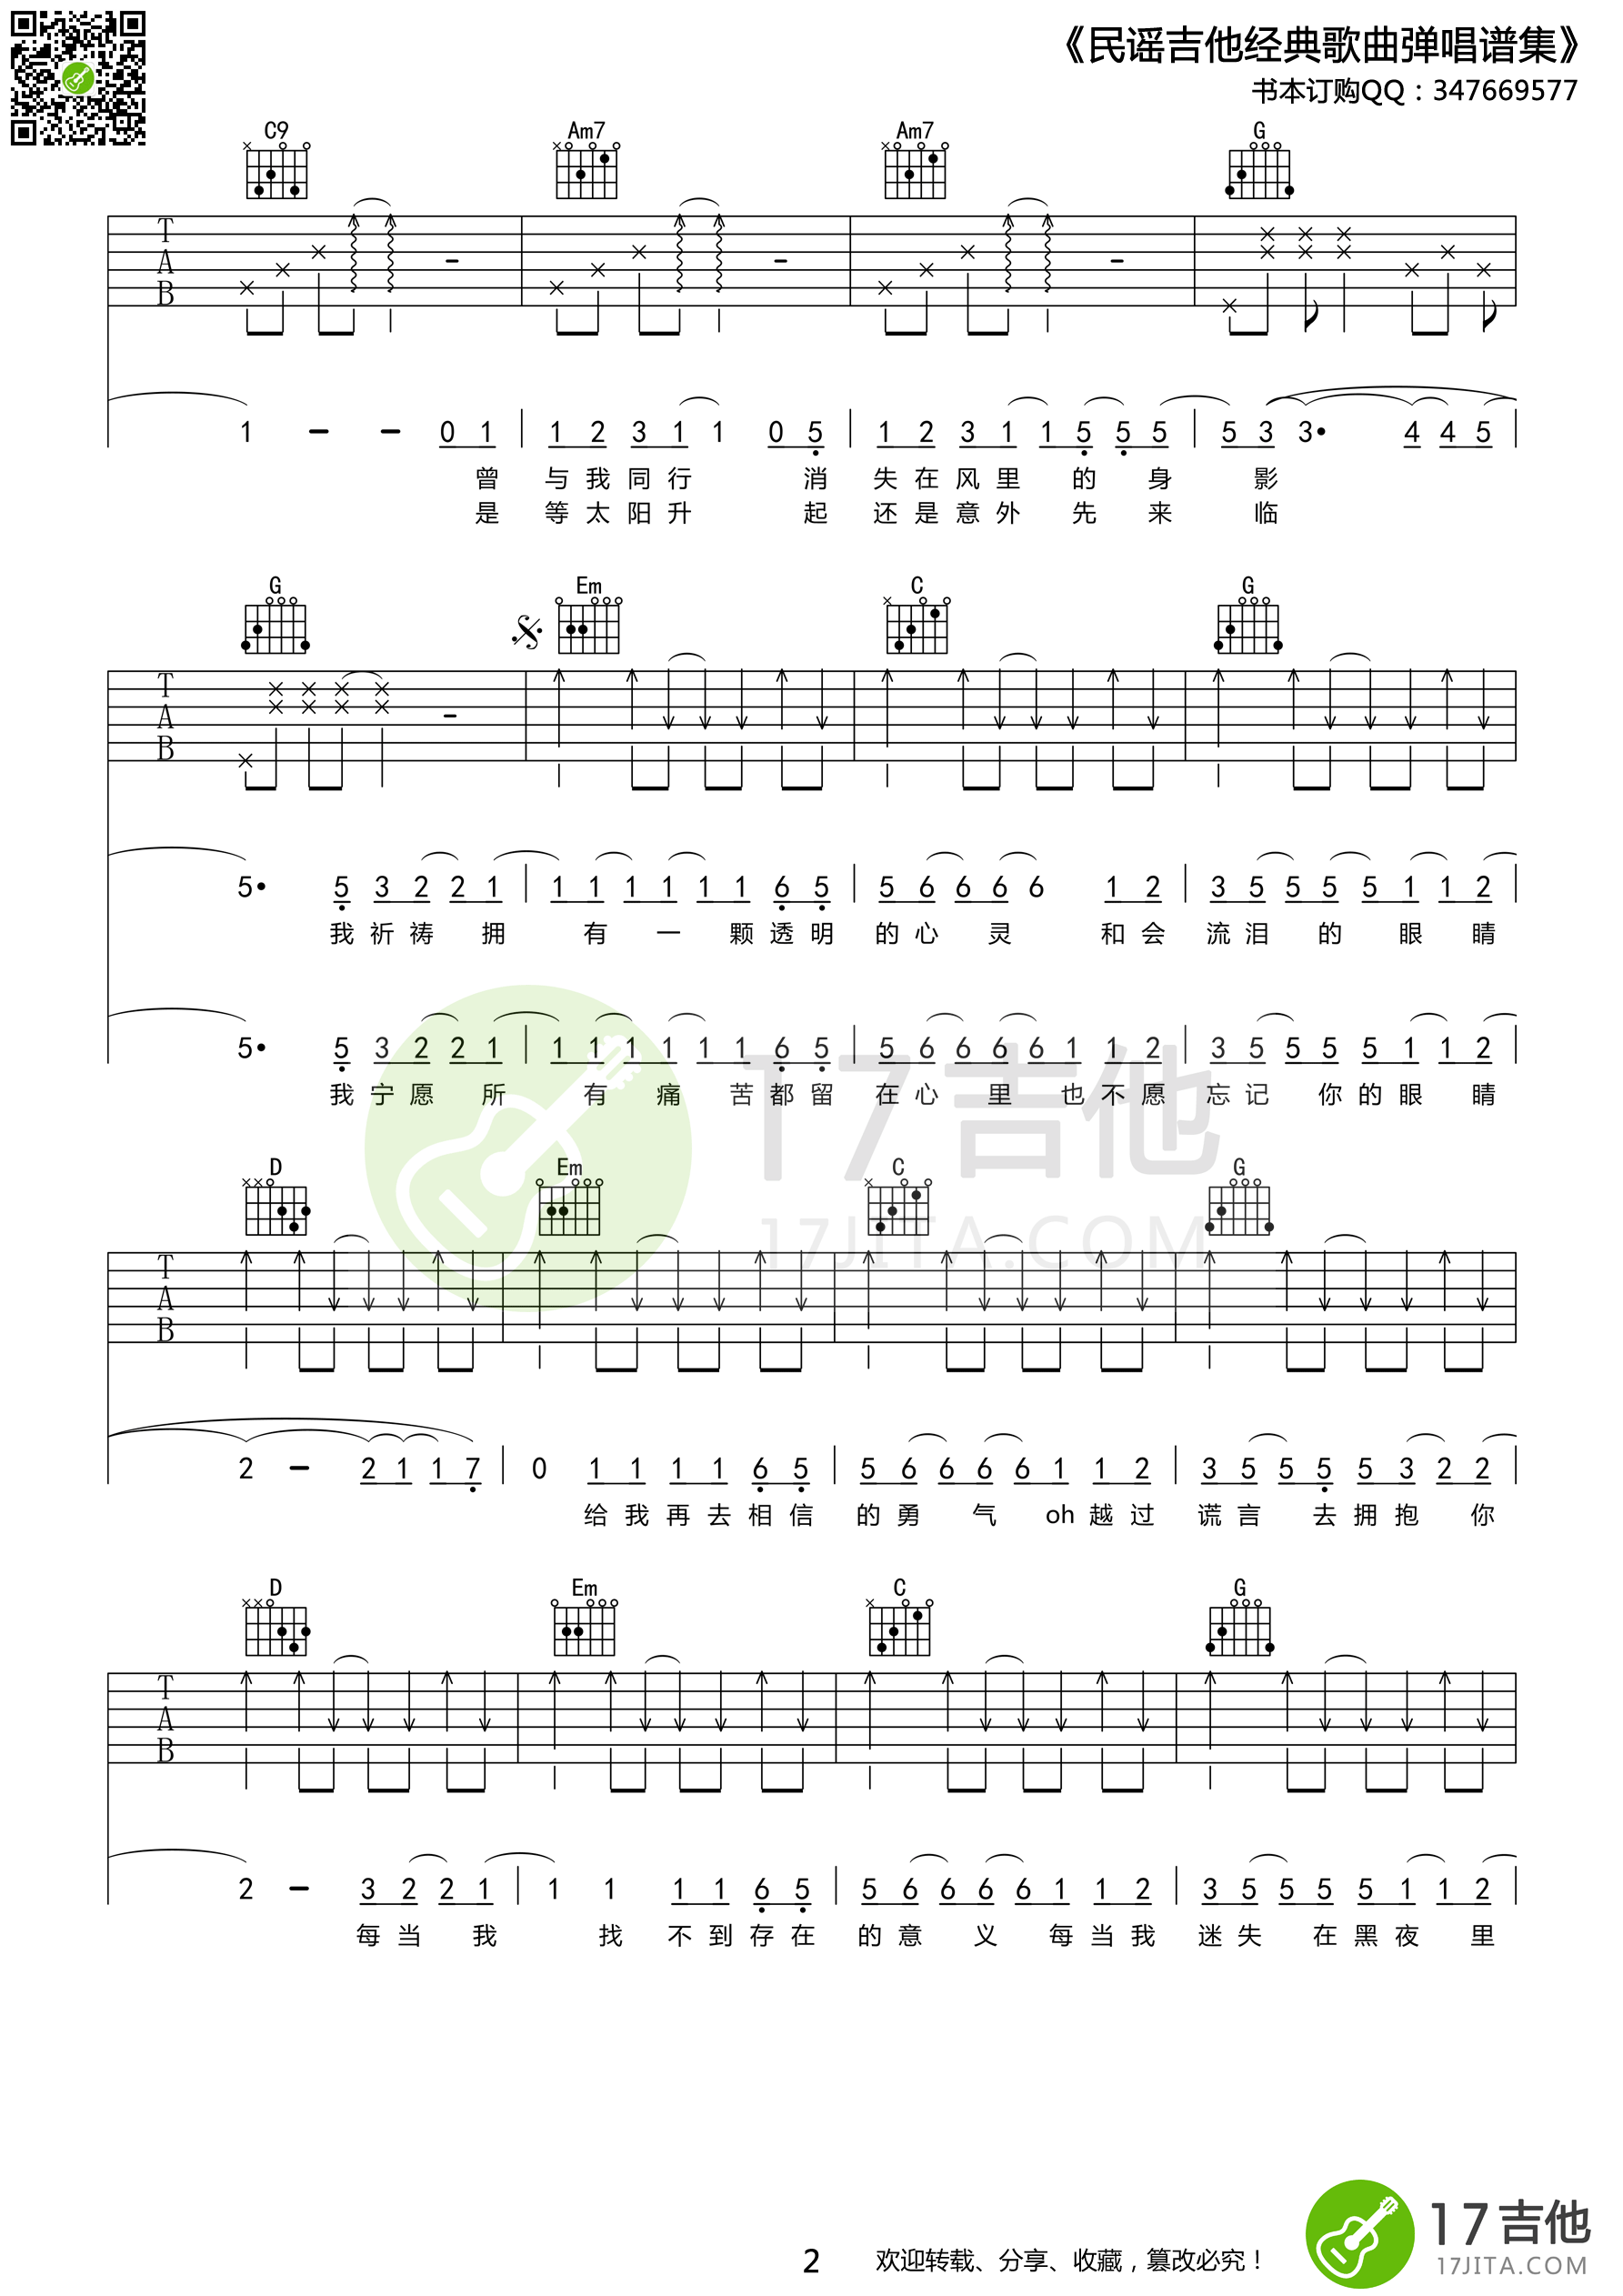 《民谣吉他经典歌曲弹唱谱集》
书本订购QQ：347669577
C9 Am7 Am7 G
T
A
B
1 - - 0 1 | 1 2 3 1 1 0 5 | 1 2 3 1 1 5 5 5 | 5 3 3• 4 4 5 |
曾 与我同行 消 失在风里 的 身 影
是 等太阳升 起 还是意外 先 来 临
G Em C G
T
A
B
5• 5 3 2 2 1 | 1 1 1 1 1 1 6 5 | 5 6 6 6 6 1 2 | 3 5 5 5 5 1 1 2 |
我 祈祷 拥 有 一 颗透明 的心 灵 和会 流泪 的 眼 睛
5• 5 3 2 2 1 | 1 1 1 1 1 1 6 5 | 5 6 6 6 6 1 1 2 | 3 5 5 5 5 1 1 2 |
我 宁愿 所 有 痛 苦都留 在心 里 也不愿 忘记 你的眼 睛
17吉他
17JITA.COM
D Em C G
T
A
B
2 - 2 1 1 7 | 0 1 1 1 1 6 5 | 5 6 6 6 6 1 1 2 | 3 5 5 5 5 3 2 2 |
给我再去相信 的勇 气 oh越过 谎言 去拥抱 你
D Em C G
T
A
B
2 - 3 2 2 1 | 1 1 1 1 6 5 | 5 6 6 6 6 1 1 2 | 3 5 5 5 5 1 1 2 |
每当 我 找 不到存在 的意 义 每当我 迷失 在黑夜 里
2 欢迎转载、分享、收藏，篡改必究！
17吉他
17JITA.COM